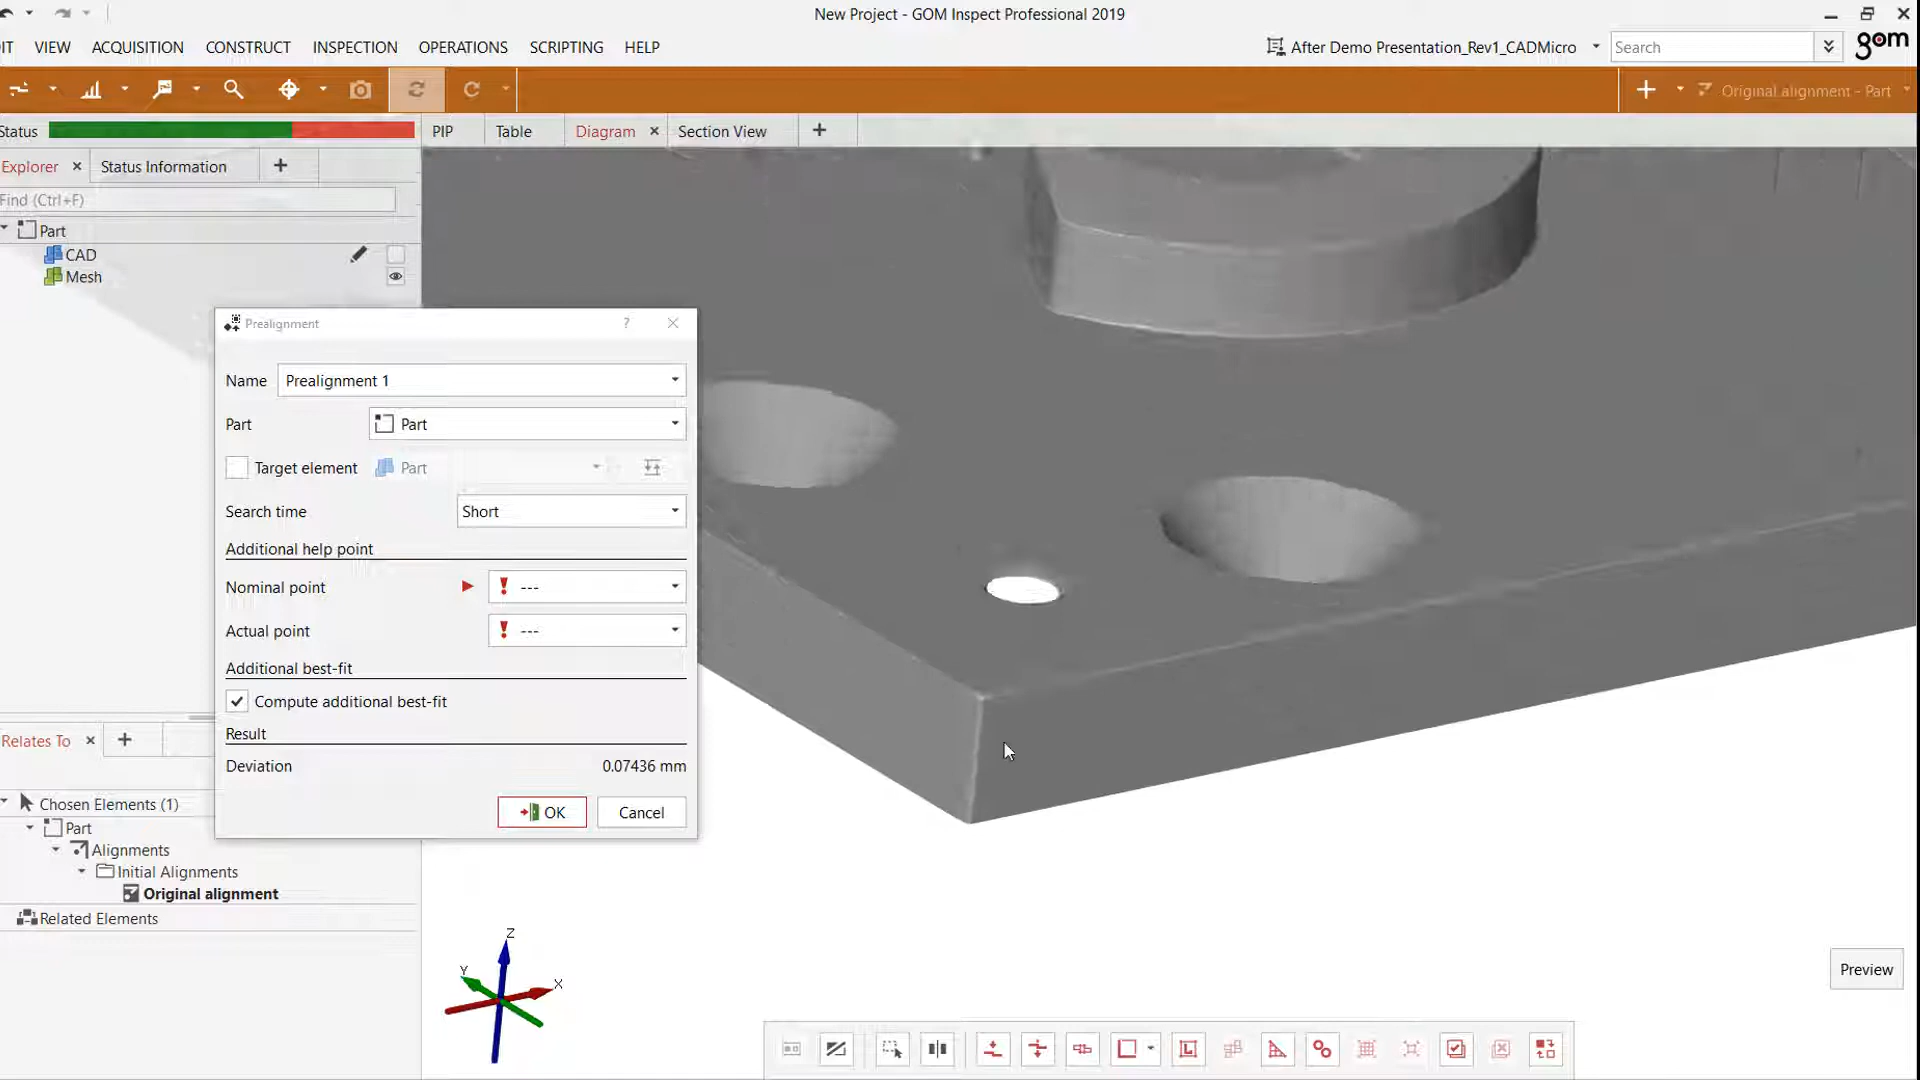 New Project - GOM Inspect Professional 2019
IT VIEW ACQUISITION CONSTRUCT INSPECTION OPERATIONS SCRIPTING HELP
After Demo Presentation_Rev1_CADMicro
Search
gom
Original alignment - Part
Status
PIP Table Diagram Section View
Explorer Status Information
Find (Ctrl+F)
Part
CAD
Mesh
Prealignment
?
Name Prealignment 1
Part Part
Target element Part
Search time Short
Additional help point
Nominal point ! ---
Actual point ! ---
Additional best-fit
Compute additional best-fit
Result
Deviation 0.07436 mm
OK Cancel
Relates To
Chosen Elements (1)
Part
Alignments
Initial Alignments
Original alignment
Related Elements
Z
Y
X
Preview